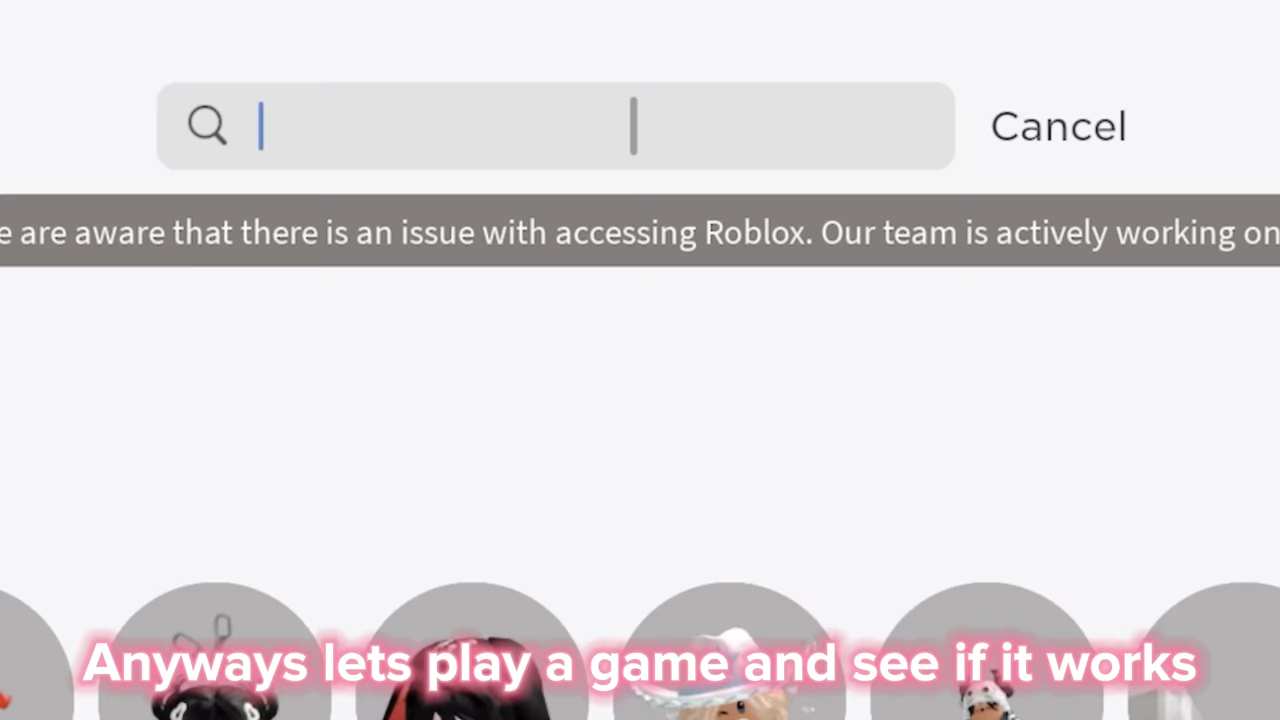 Cancel
e are aware that there is an issue with accessing Roblox. Our team is actively working on
Anyways lets play a game and see if it works